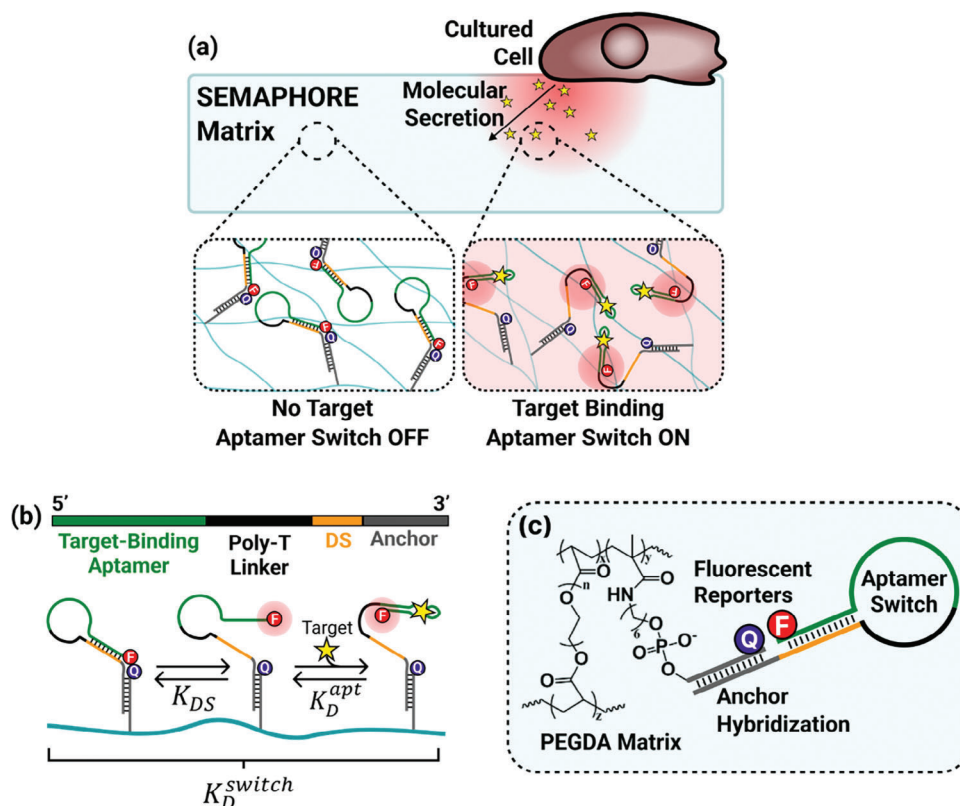 (a)
Cultured
Cell
SEMAPHORE
Matrix
Molecular
Secretion
Q
F
F
Q
Q
F
F
Q
F
Q
F
Q
F
Q
F
Q
No Target
Aptamer Switch OFF
Target Binding
Aptamer Switch ON
(b)
5’
3’
Target-Binding
Aptamer
Poly-T
Linker
DS
Anchor
F
Q
F
Q
Target
F
Q
K_DS
K_D^apt
K_D^switch
(c)
Fluorescent
Reporters
Aptamer
Switch
Q
F
Anchor
Hybridization
PEGDA Matrix
x
y
n
O
O
O
HN
6
O
O=P-O⁻
O
O
O
z